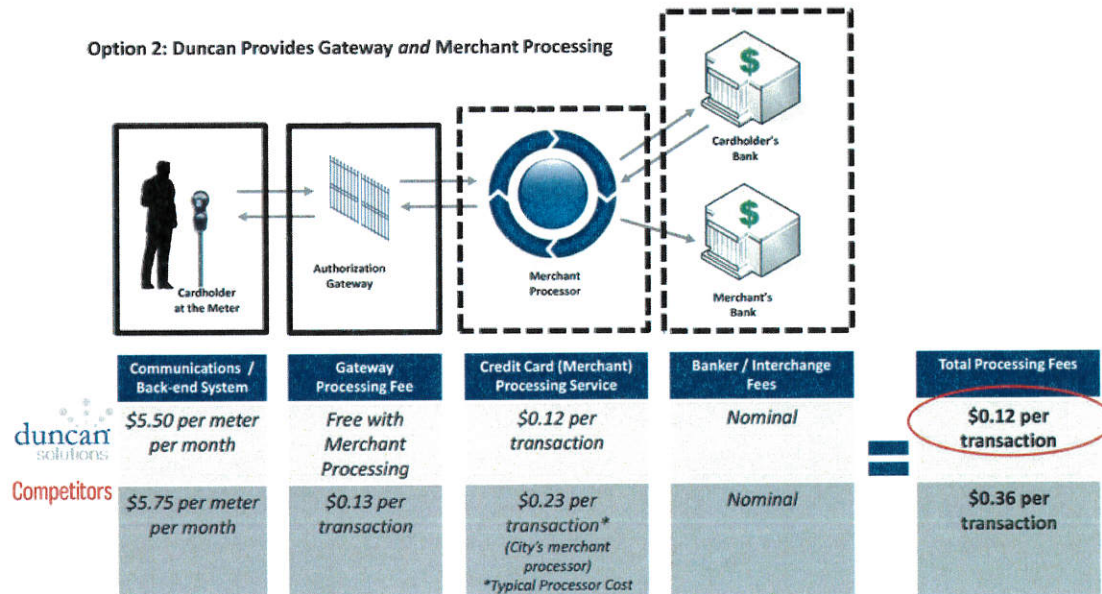 Option 2: Duncan Provides Gateway and Merchant Processing
$
Cardholder's
Bank
$
Merchant's
Bank
Cardholder
at the Meter
Authorization
Gateway
Merchant
Processor
Communications /
Back-end System
Gateway
Processing Fee
Credit Card (Merchant)
Processing Service
Banker / Interchange
Fees
Total Processing Fees
duncan
solutions
$5.50 per meter
per month
Free with
Merchant
Processing
$0.12 per
transaction
Nominal
=
$0.12 per
transaction
Competitors
$5.75 per meter
per month
$0.13 per
transaction
$0.23 per
transaction*
(City's merchant
processor)
*Typical Processor Cost
Nominal
$0.36 per
transaction